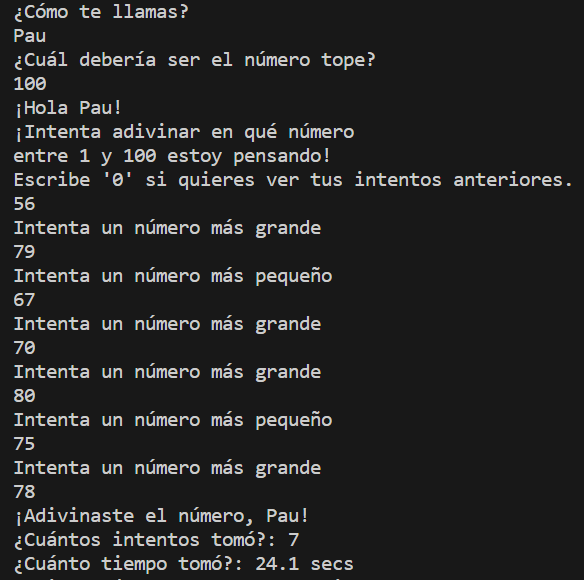 ¿Cómo te llamas?
Pau
¿Cuál debería ser el número tope?
100
¡Hola Pau!
¡Intenta adivinar en qué número
entre 1 y 100 estoy pensando!
Escribe '0' si quieres ver tus intentos anteriores.
56
Intenta un número más grande
79
Intenta un número más pequeño
67
Intenta un número más grande
70
Intenta un número más grande
80
Intenta un número más pequeño
75
Intenta un número más grande
78
¡Adivinaste el número, Pau!
¿Cuántos intentos tomó?: 7
¿Cuánto tiempo tomó?: 24.1 secs